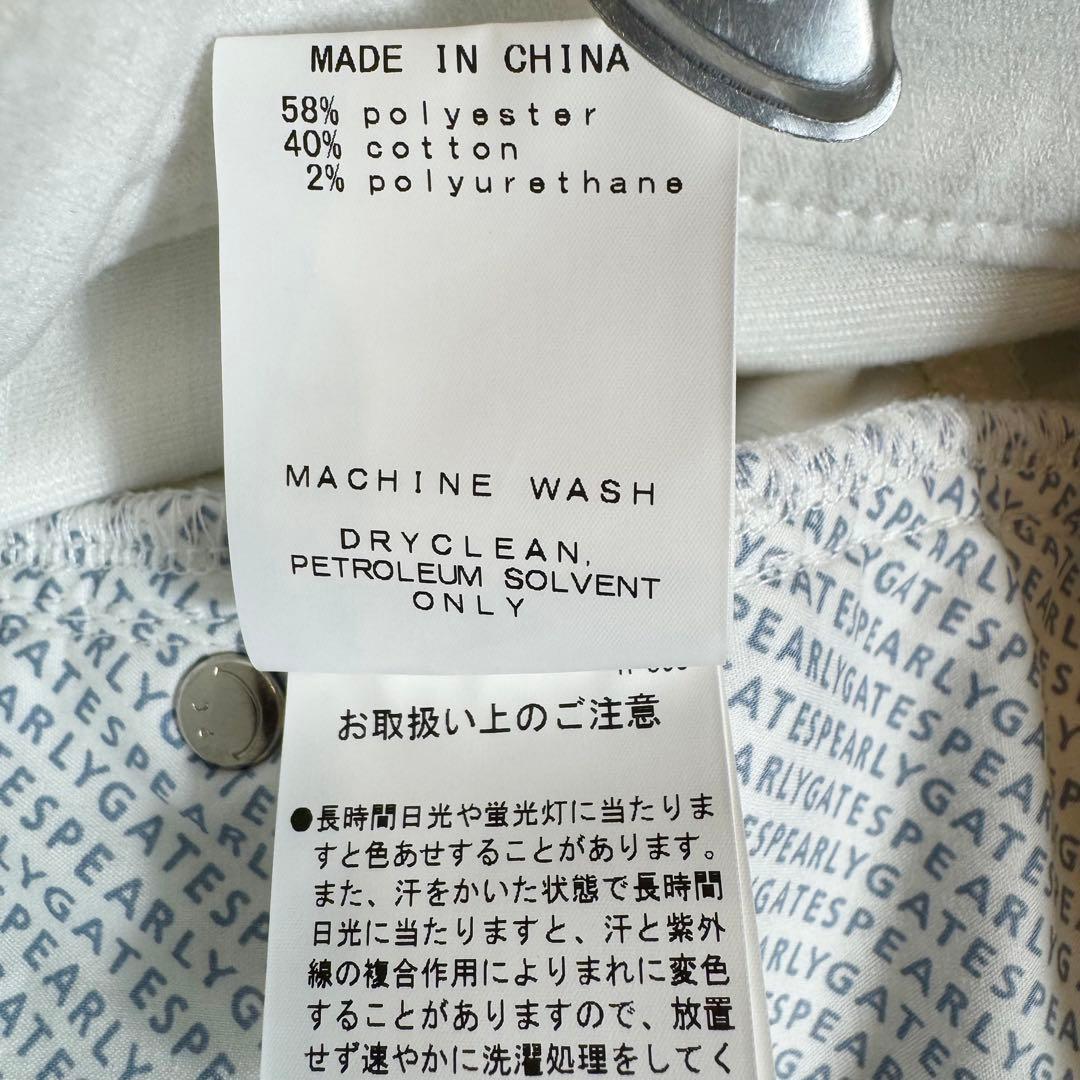 MADE IN CHINA
58% polyester
40% cotton
2% polyurethane
MACHINE WASH
DRYCLEAN,
PETROLEUM SOLVENT
ONLY
お取扱い上のご注意
●長時間日光や蛍光灯に当たりま
すと色あせすることがあります。
また、汗をかいた状態で長時間
日光に当たりますと、汗と紫外
線の複合作用によりまれに変色
することがありますので、放置
せず速やかに洗濯処理をしてく
PEARLYGATESPEARLYGATES